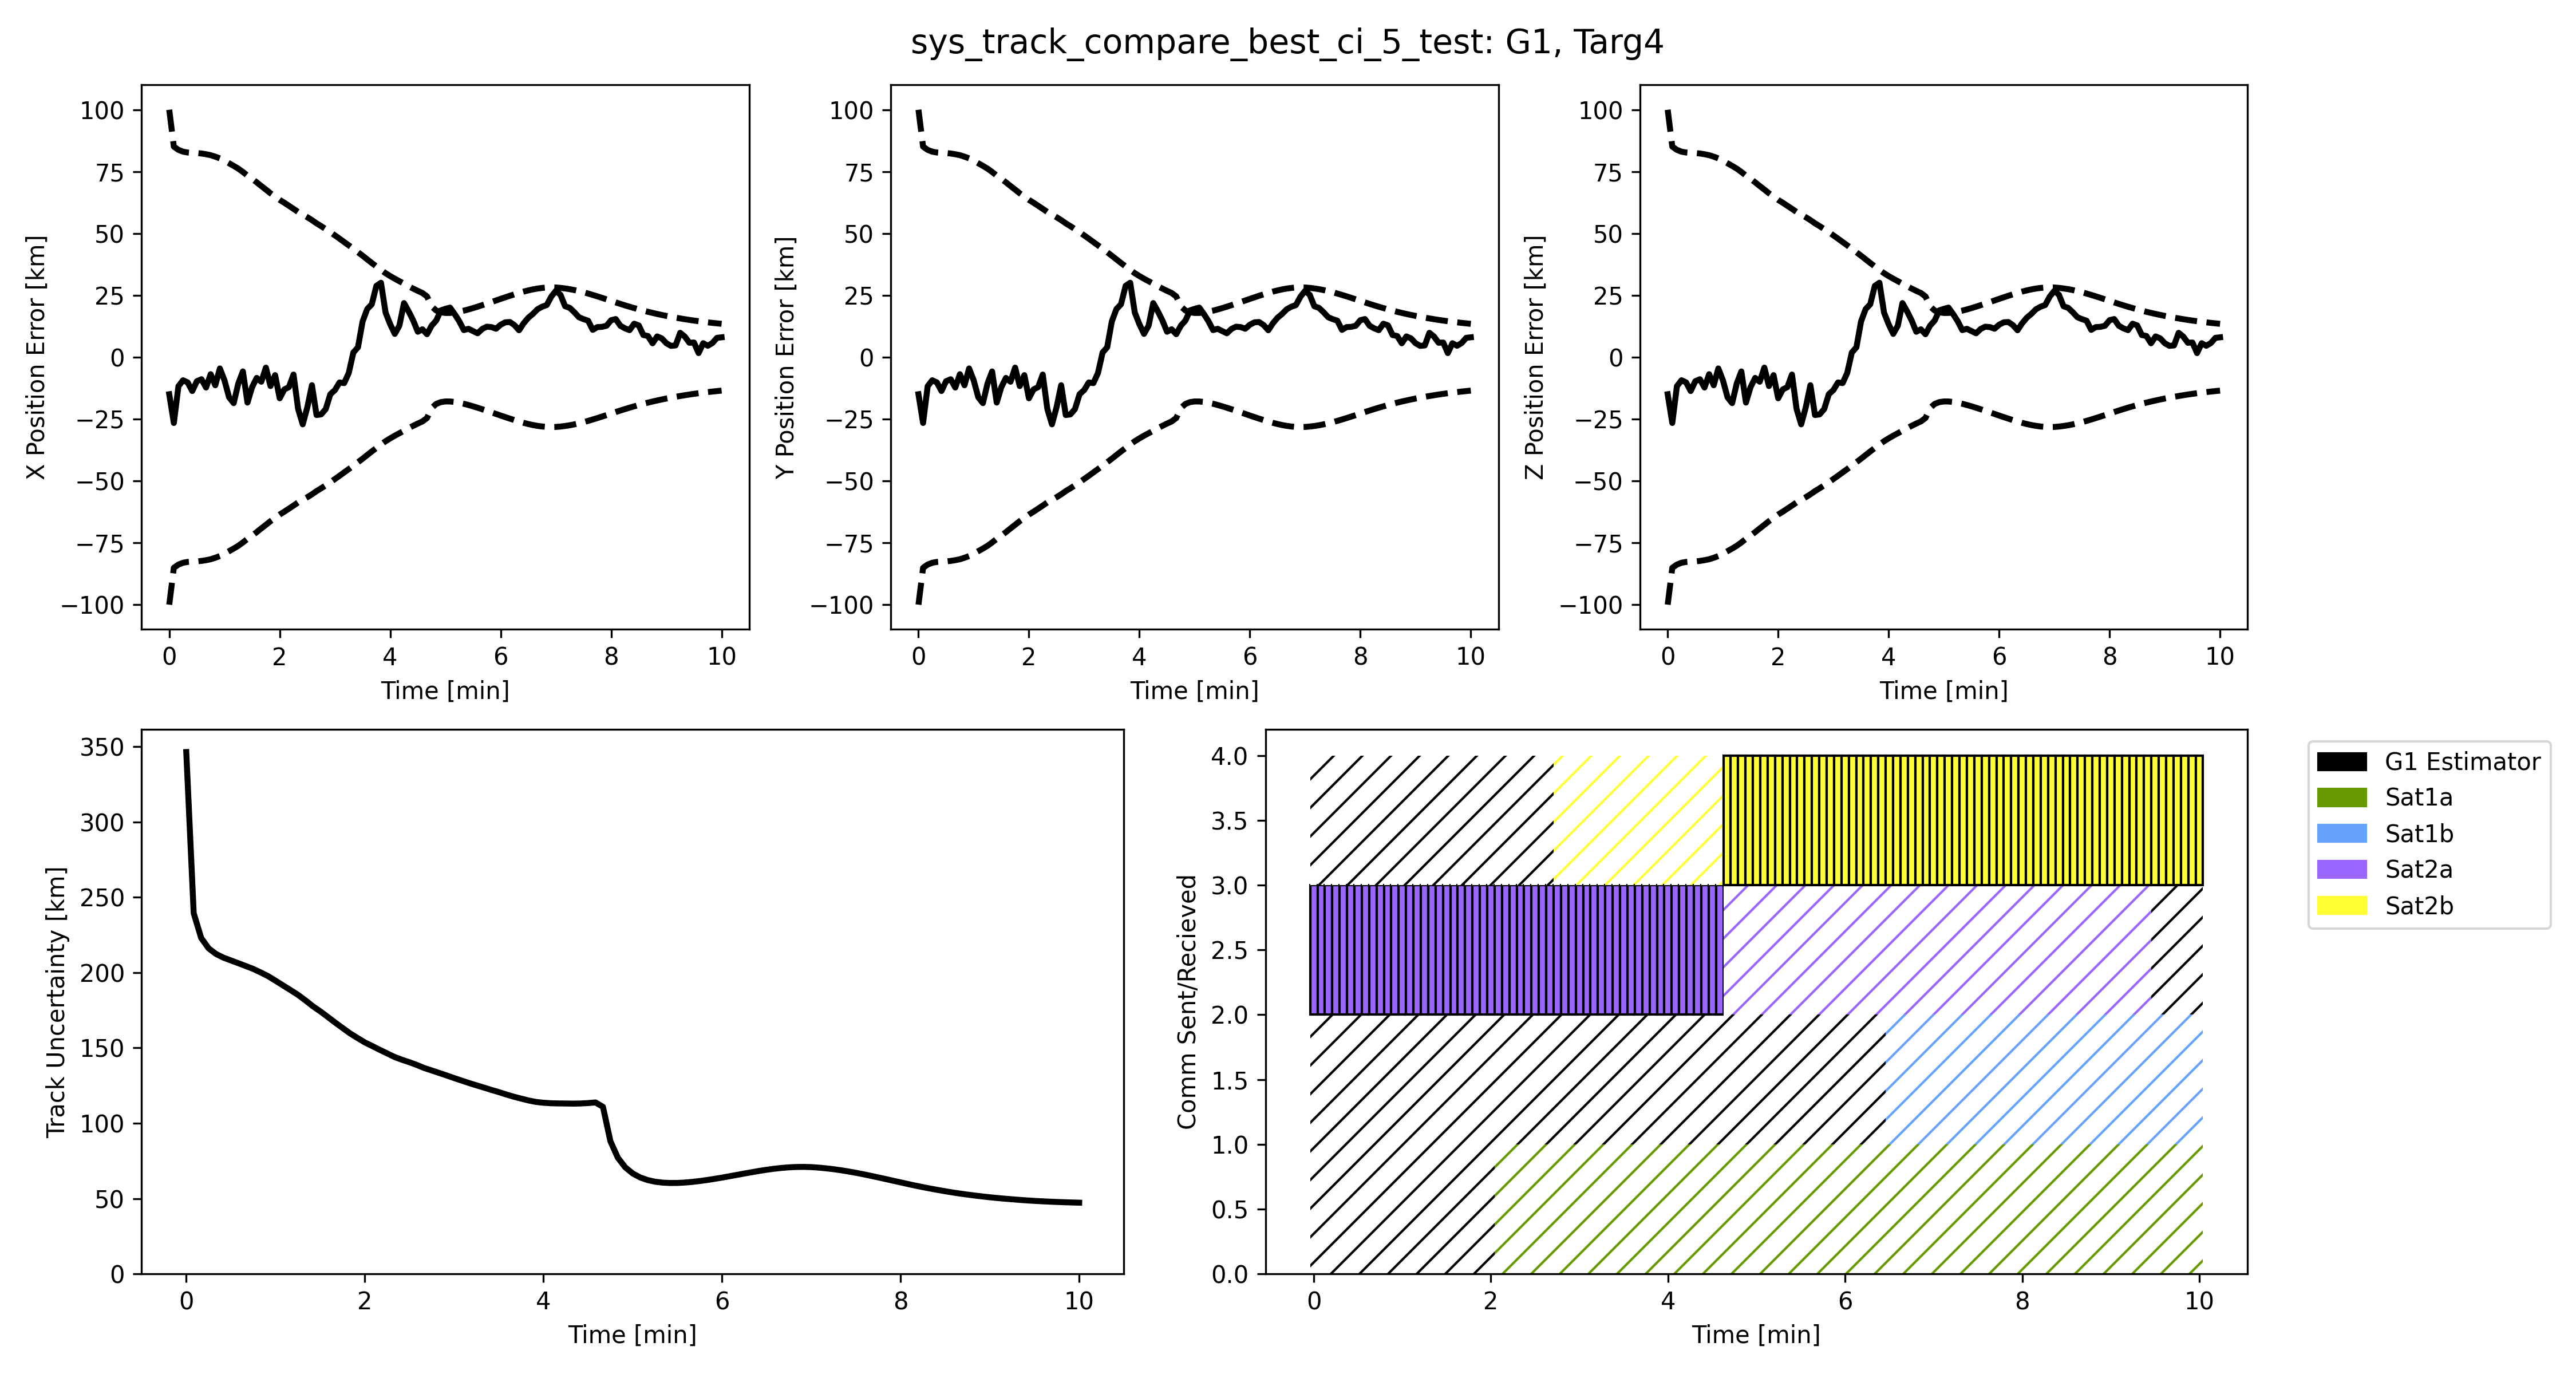 sys_track_compare_best_ci_5_test: G1, Targ4
X Position Error [km]
100
75
50
25
0
−25
−50
−75
−100
0 2 4 6 8 10
Time [min]
Y Position Error [km]
100
75
50
25
0
−25
−50
−75
−100
0 2 4 6 8 10
Time [min]
Z Position Error [km]
100
75
50
25
0
−25
−50
−75
−100
0 2 4 6 8 10
Time [min]
Track Uncertainty [km]
350
300
250
200
150
100
50
0
0 2 4 6 8 10
Time [min]
Comm Sent/Recieved
4.0
3.5
3.0
2.5
2.0
1.5
1.0
0.5
0.0
0 2 4 6 8 10
Time [min]
G1 Estimator
Sat1a
Sat1b
Sat2a
Sat2b